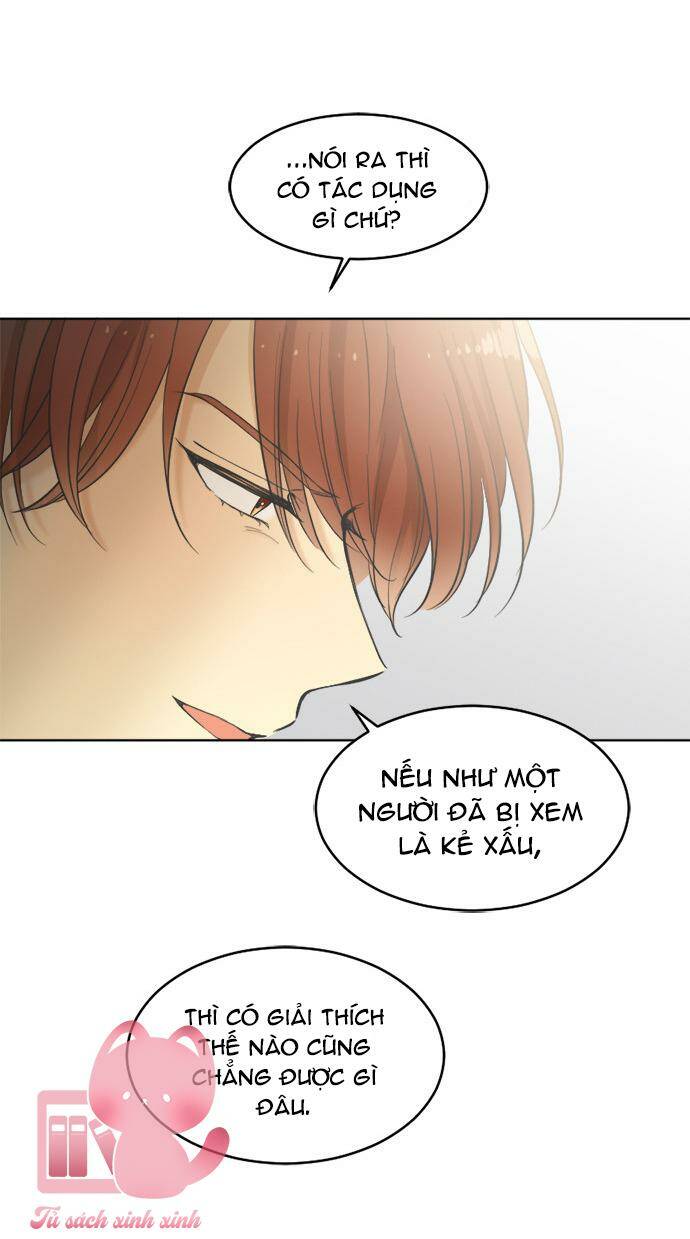 ...NÓI RA THÌ
CÓ TÁC DỤNG
GÌ CHỨ?
NẾU NHƯ MỘT
NGƯỜI ĐÃ BỊ XEM
LÀ KẺ XẤU,
THÌ CÓ GIẢI THÍCH
THẾ NÀO CŨNG
CHẲNG ĐƯỢC GÌ
ĐÂU.
Tủ sách xinh xinh